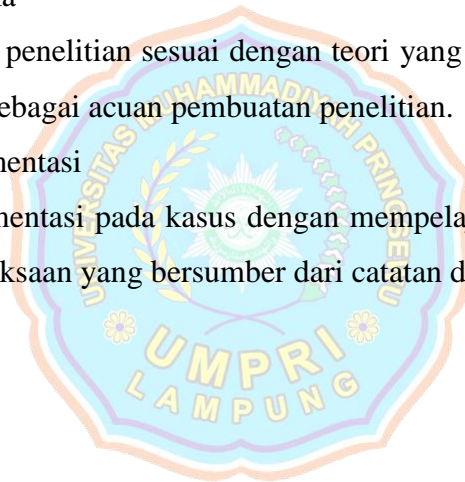 a
penelitian sesuai dengan teori yang
ebagai acuan pembuatan penelitian.
nentasi
mentasi pada kasus dengan mempela
ksaan yang bersumber dari catatan d
UNIVERSITAS MUHAMMADIYAH PRINGSEWU
UMPRI
LAMPUNG